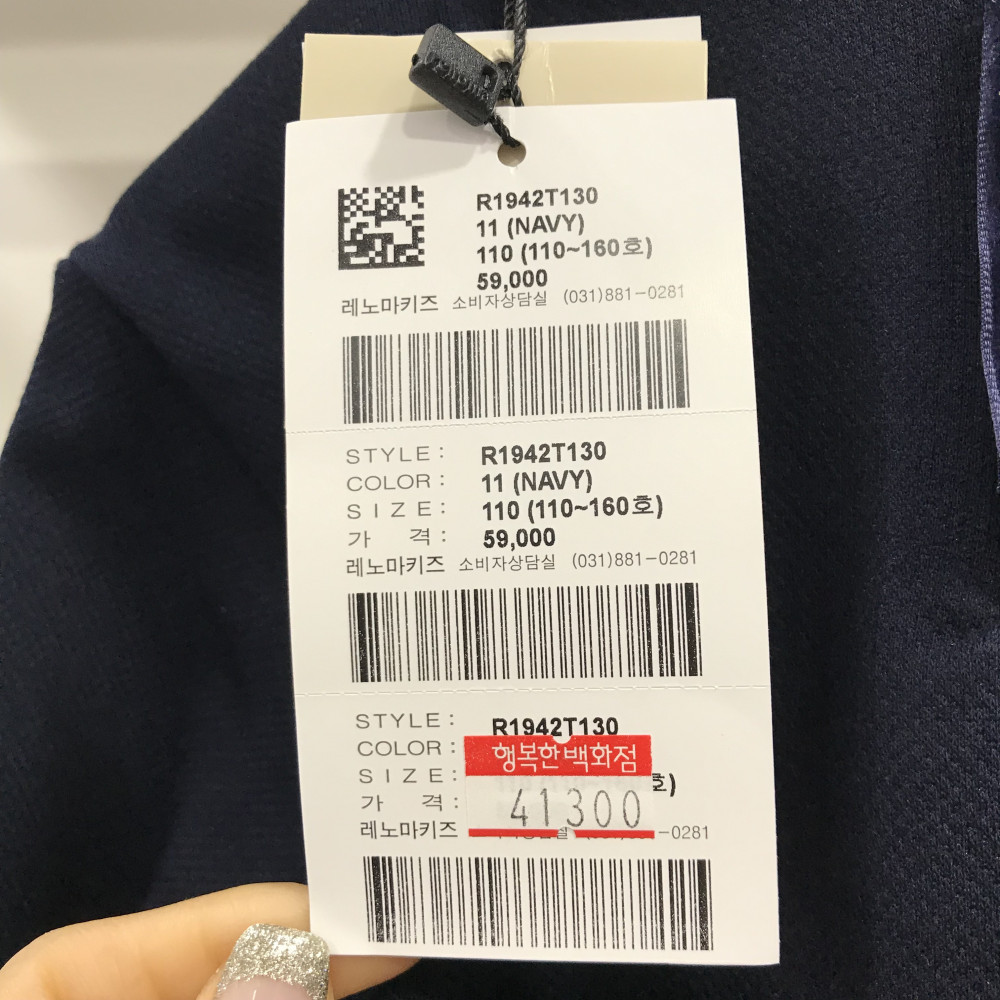 R1942T130
11 (NAVY)
110 (110~160호)
59,000
레노마키즈 소비자상담실 (031)881-0281
STYLE: R1942T130
COLOR: 11 (NAVY)
SIZE: 110 (110~160호)
가 격: 59,000
레노마키즈 소비자상담실 (031)881-0281
STYLE: R1942T130
COLOR: 행복한백화점
SIZE: 호)
가 격: 41300
레노마키즈 -0281